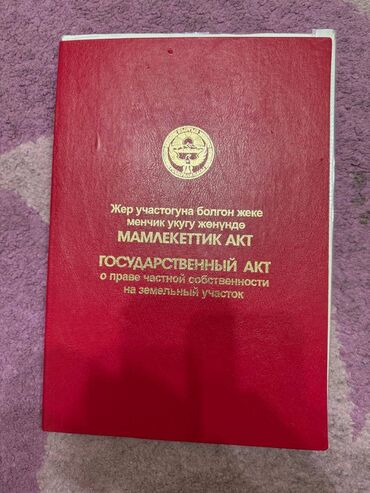 Жер участогуна болгон жеке
менчик укугу жөнүндө
МАМЛЕКЕТТИК АКТ
ГОСУДАРСТВЕННЫЙ АКТ
о праве частной собственности
на земельный участок